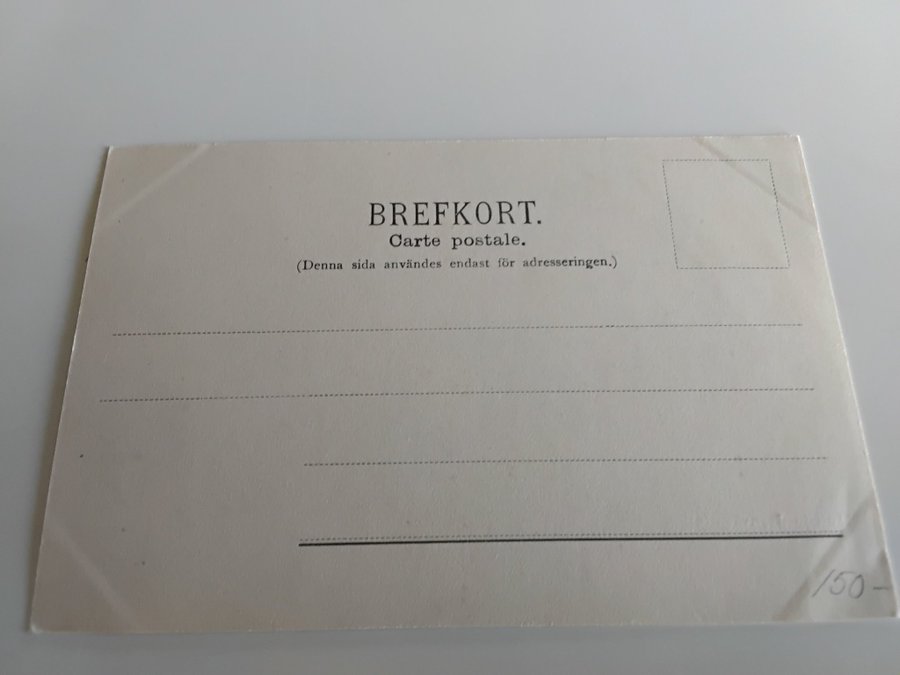 BREFKORT.
Carte postale.
(Denna sida användes endast för adresseringen.)
150-